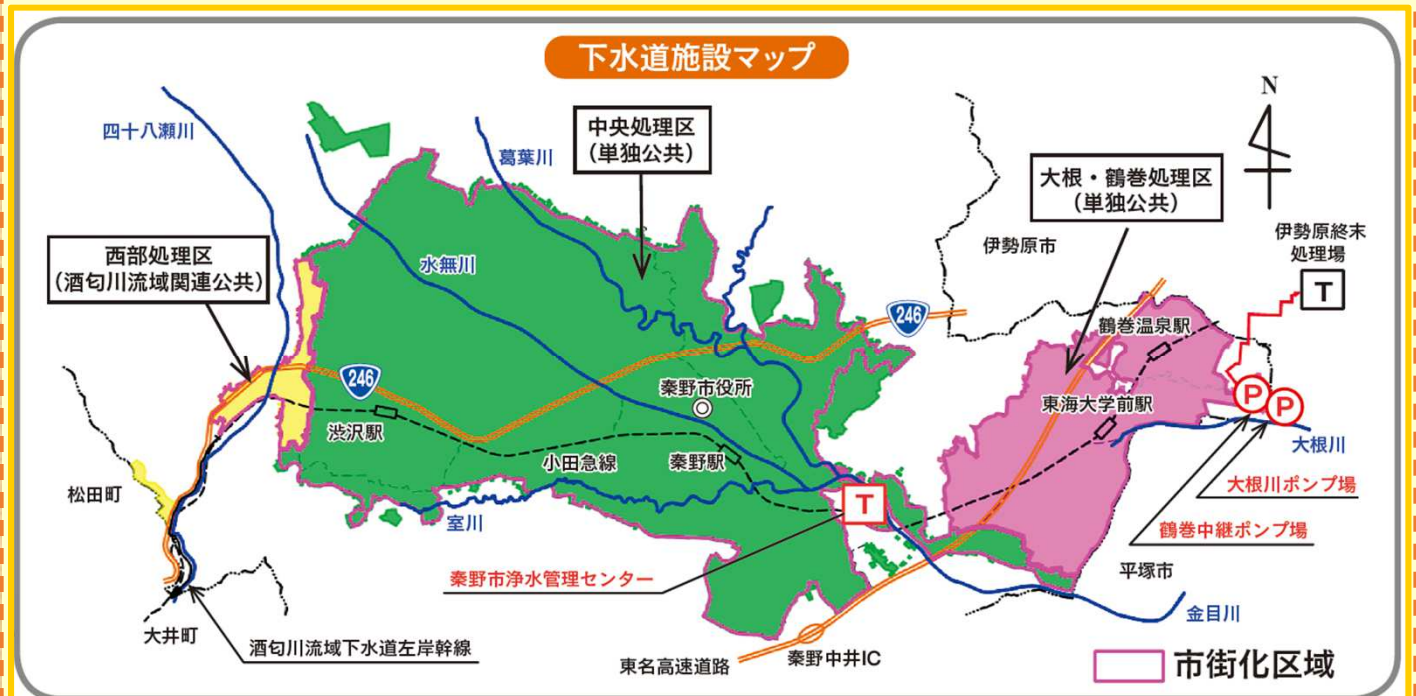 下水道施設マップ
N
四十八瀬川
葛葉川
中央処理区
（単独公共）
大根・鶴巻処理区
（単独公共）
伊勢原市
伊勢原終末
処理場
T
西部処理区
（酒匂川流域関連公共）
水無川
246
鶴巻温泉駅
246
秦野市役所
東海大学前駅
P
P
渋沢駅
大根川
小田急線
秦野駅
松田町
大根川ポンプ場
T
室川
鶴巻中継ポンプ場
秦野市浄水管理センター
平塚市
金目川
大井町
酒匂川流域下水道左岸幹線
東名高速道路
秦野中井IC
市街化区域